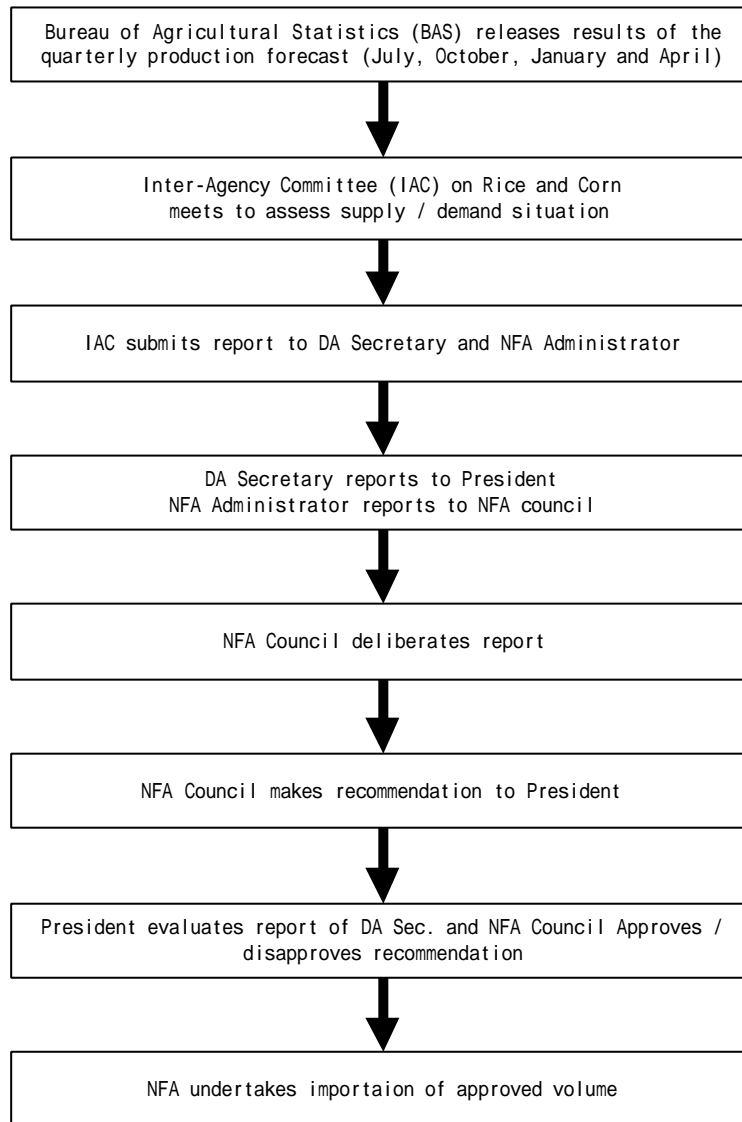 Bureau of Agricultural Statistics (BAS) releases results of the
quarterly production forecast (July, October, January and April)
Inter-Agency Committee (IAC) on Rice and Corn
meets to assess supply / demand situation
IAC submits report to DA Secretary and NFA Administrator
DA Secretary reports to President
NFA Administrator reports to NFA council
NFA Council deliberates report
NFA Council makes recommendation to President
President evaluates report of DA Sec. and NFA Council Approves /
disapproves recommendation
NFA undertakes importaion of approved volume